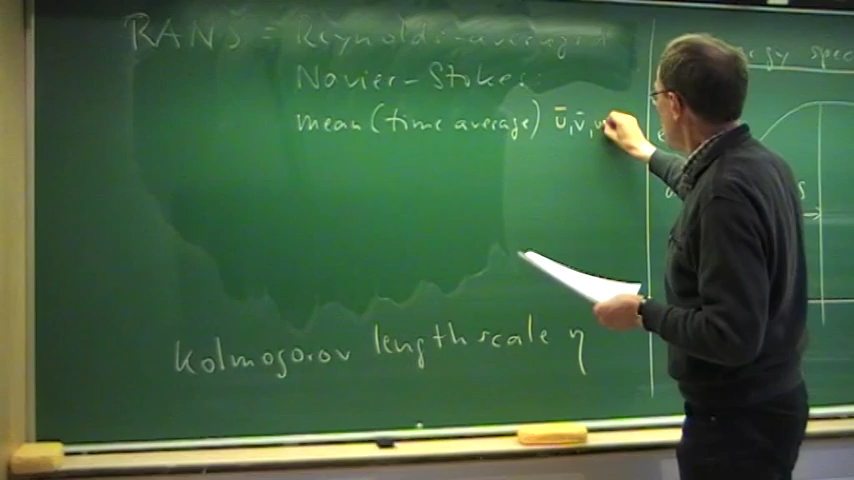 RANS = Reynolds-averaged
Navier-Stokes:
mean (time average) ū, v̄,
Kolmogorov length scale η